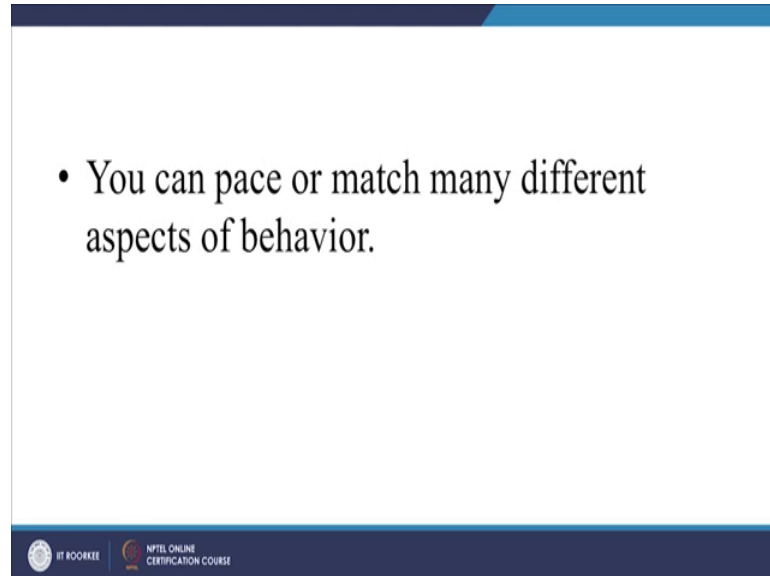 • You can pace or match many different
aspects of behavior.
IIT ROORKEE
NPTEL ONLINE
CERTIFICATION COURSE